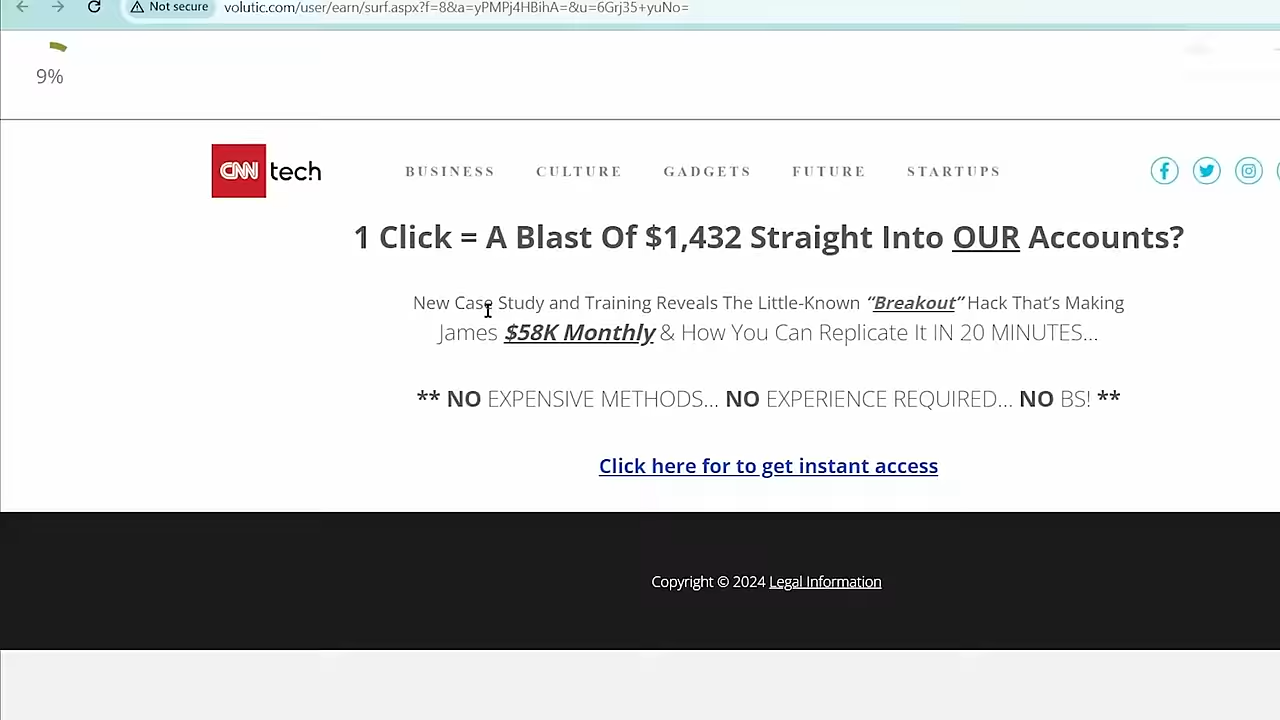 Not secure
volutic.com/user/earn/surf.aspx?f=8&a=yPMPj4HBihA=&u=6Grj35+yuNo=
9%
CNN tech
BUSINESS CULTURE GADGETS FUTURE STARTUPS
1 Click = A Blast Of $1,432 Straight Into OUR Accounts?
New Case Study and Training Reveals The Little-Known “Breakout” Hack That's Making
James $58K Monthly & How You Can Replicate It IN 20 MINUTES...
** NO EXPENSIVE METHODS... NO EXPERIENCE REQUIRED... NO BS! **
Click here for to get instant access
Copyright © 2024 Legal Information